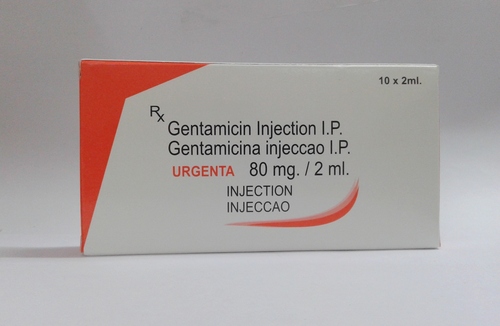 10 x 2ml.
Rx
Gentamicin Injection I.P.
Gentamicina injeccao I.P.
URGENTA 80 mg. / 2 ml.
INJECTION
INJECCAO